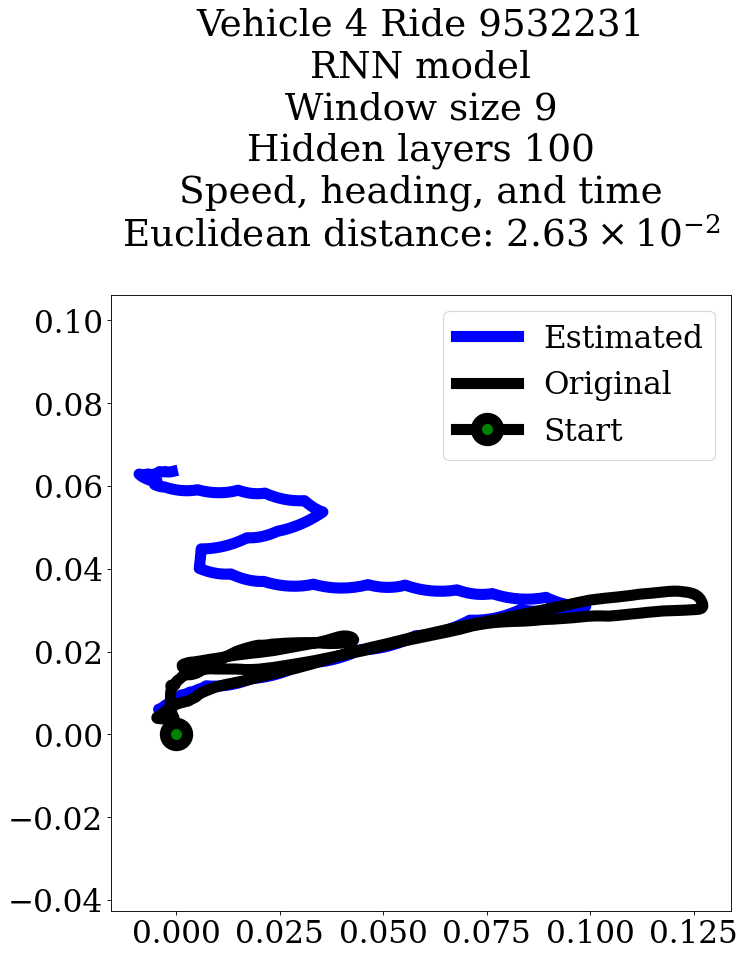 Vehicle 4 Ride 9532231
RNN model
Window size 9
Hidden layers 100
Speed, heading, and time
Euclidean distance: 2.63 × 10⁻²
Estimated
Original
Start
0.10
0.08
0.06
0.04
0.02
0.00
−0.02
−0.04
0.000 0.025 0.050 0.075 0.100 0.125